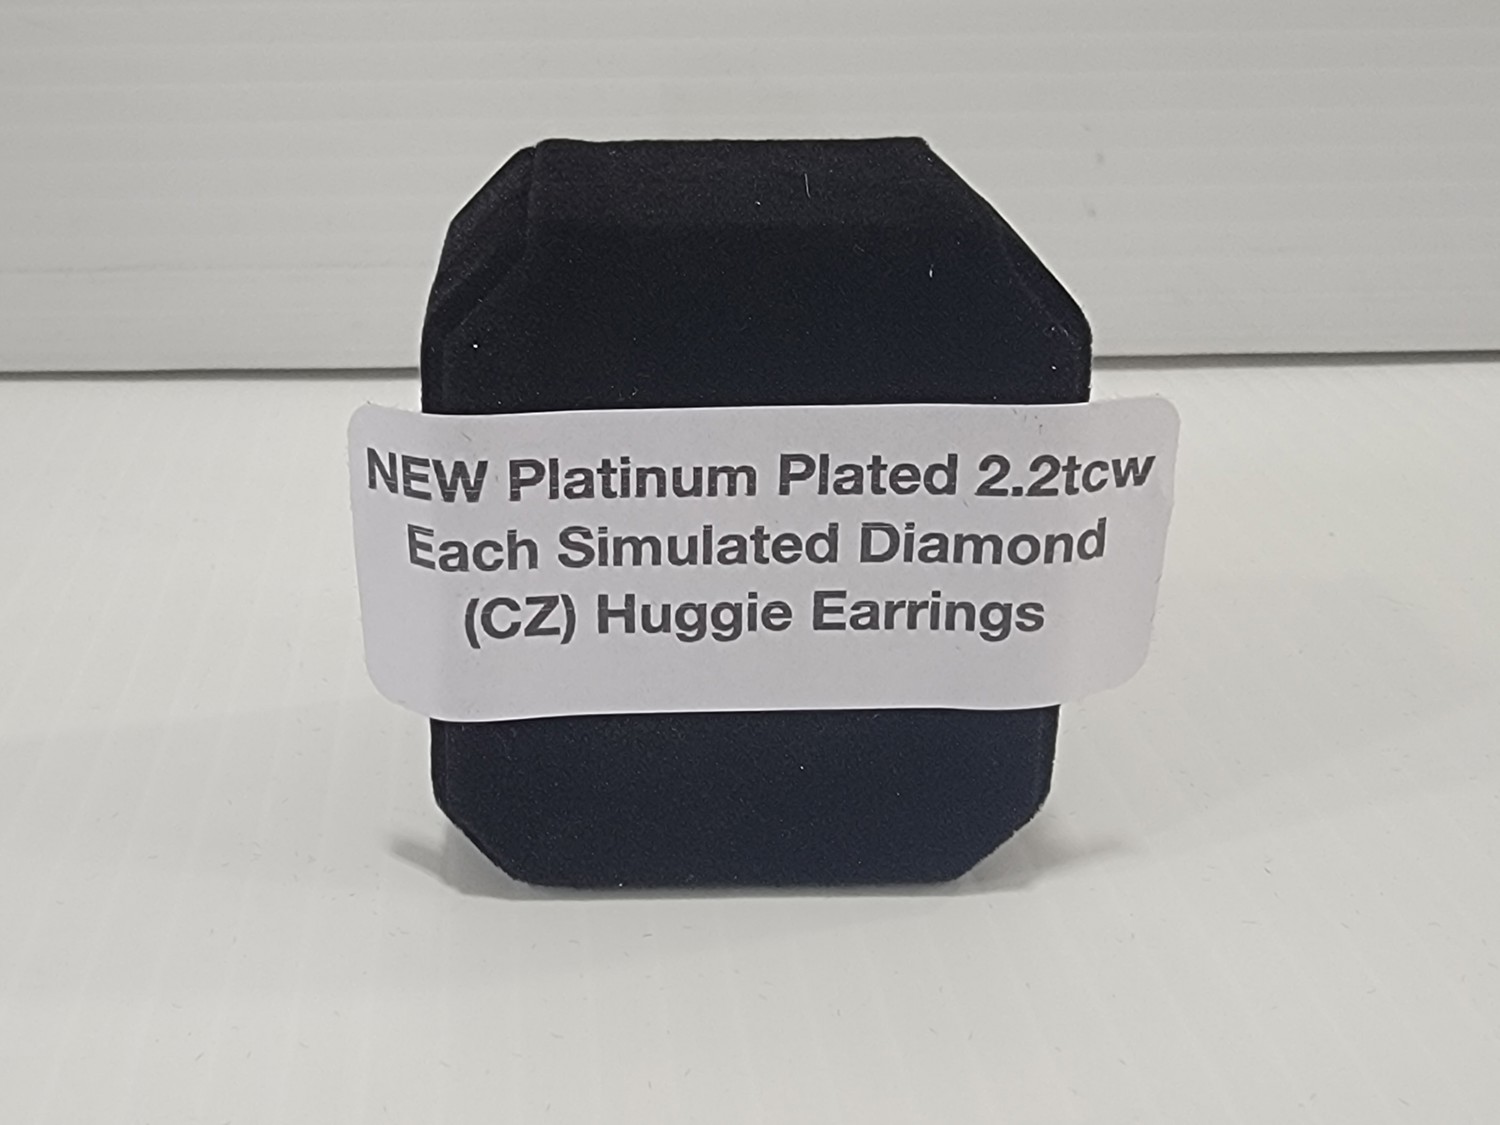 NEW Platinum Plated 2.2tcw
Each Simulated Diamond
(CZ) Huggie Earrings